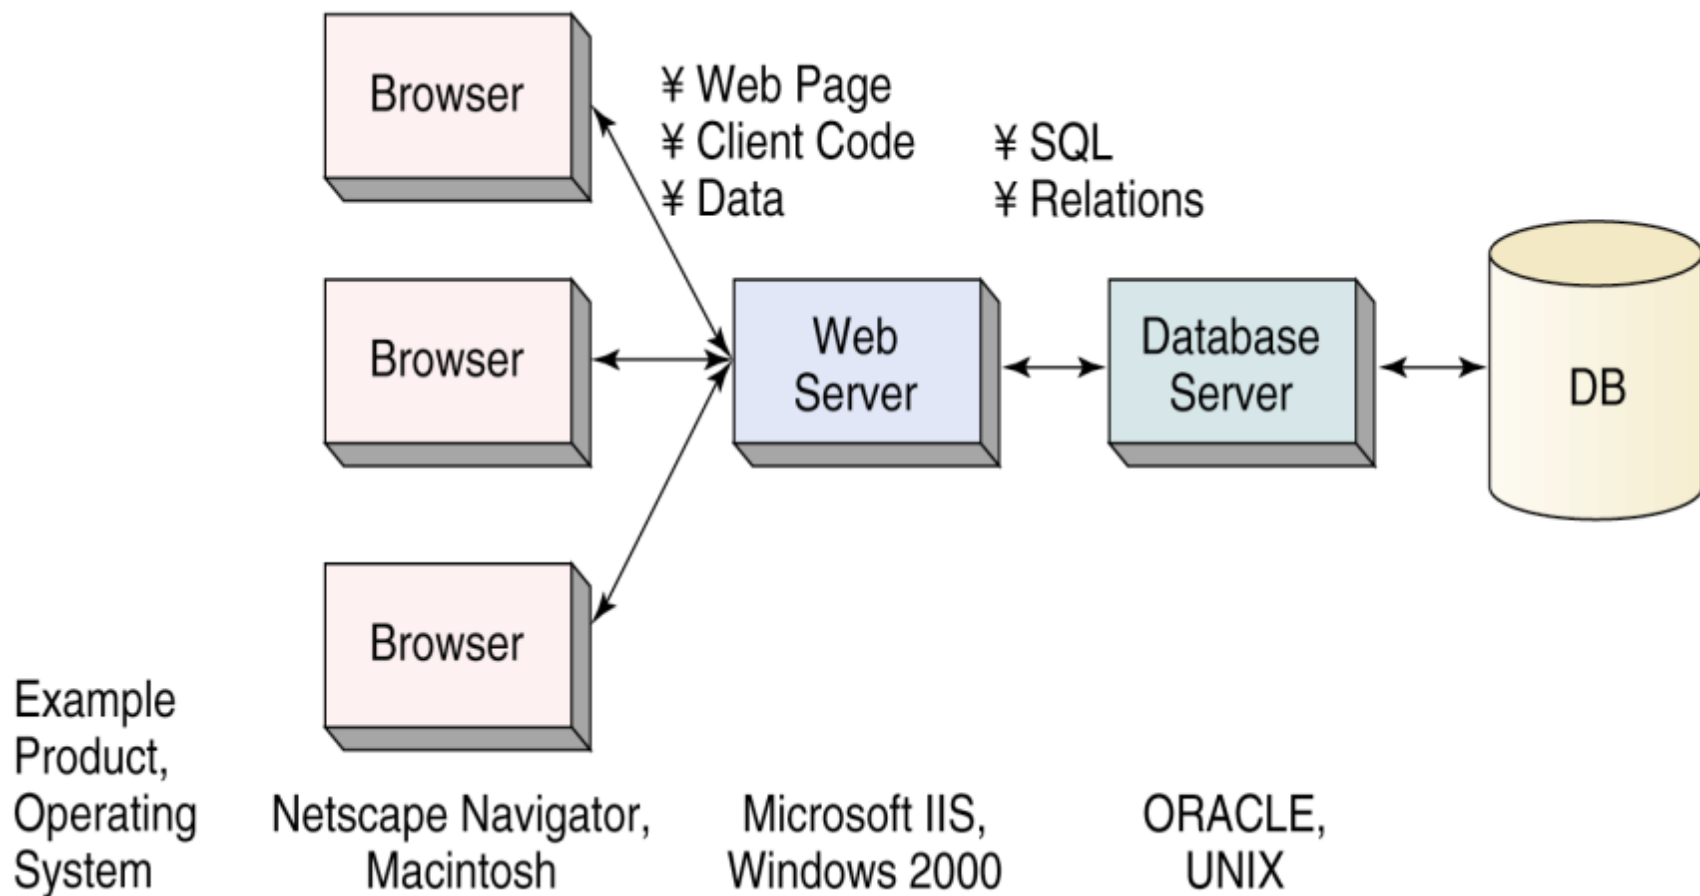 Browser
¥ Web Page
¥ Client Code
¥ Data
¥ SQL
¥ Relations
Browser
Web
Server
Database
Server
DB
Browser
Example
Product,
Operating
System
Netscape Navigator,
Macintosh
Microsoft IIS,
Windows 2000
ORACLE,
UNIX